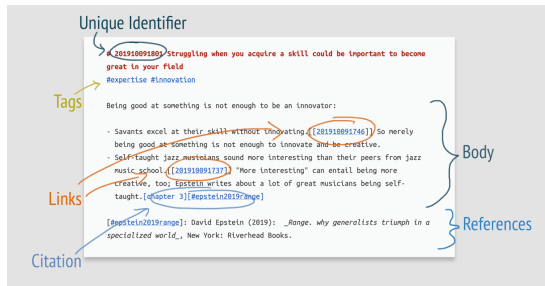 Unique Identifier
# 201910091801 Struggling when you acquire a skill could be important to become
great in your field
#expertise #innovation
Tags
Being good at something is not enough to be an innovator:
- Savants excel at their skill without innovating.[[201910091746]] So merely
being good at something is not enough to innovate and be creative.
- Self-taught jazz musicians sound more interesting than their peers from jazz
music school.[[201910091737]] "More interesting" can entail being more
creative, too; Epstein writes about a lot of great musicians being self-
taught.[chapter 3][#epstein2019range]
Body
Links
[#epstein2019range]: David Epstein (2019): _Range. why generalists triumph in a
specialized world_, New York: Riverhead Books.
References
Citation